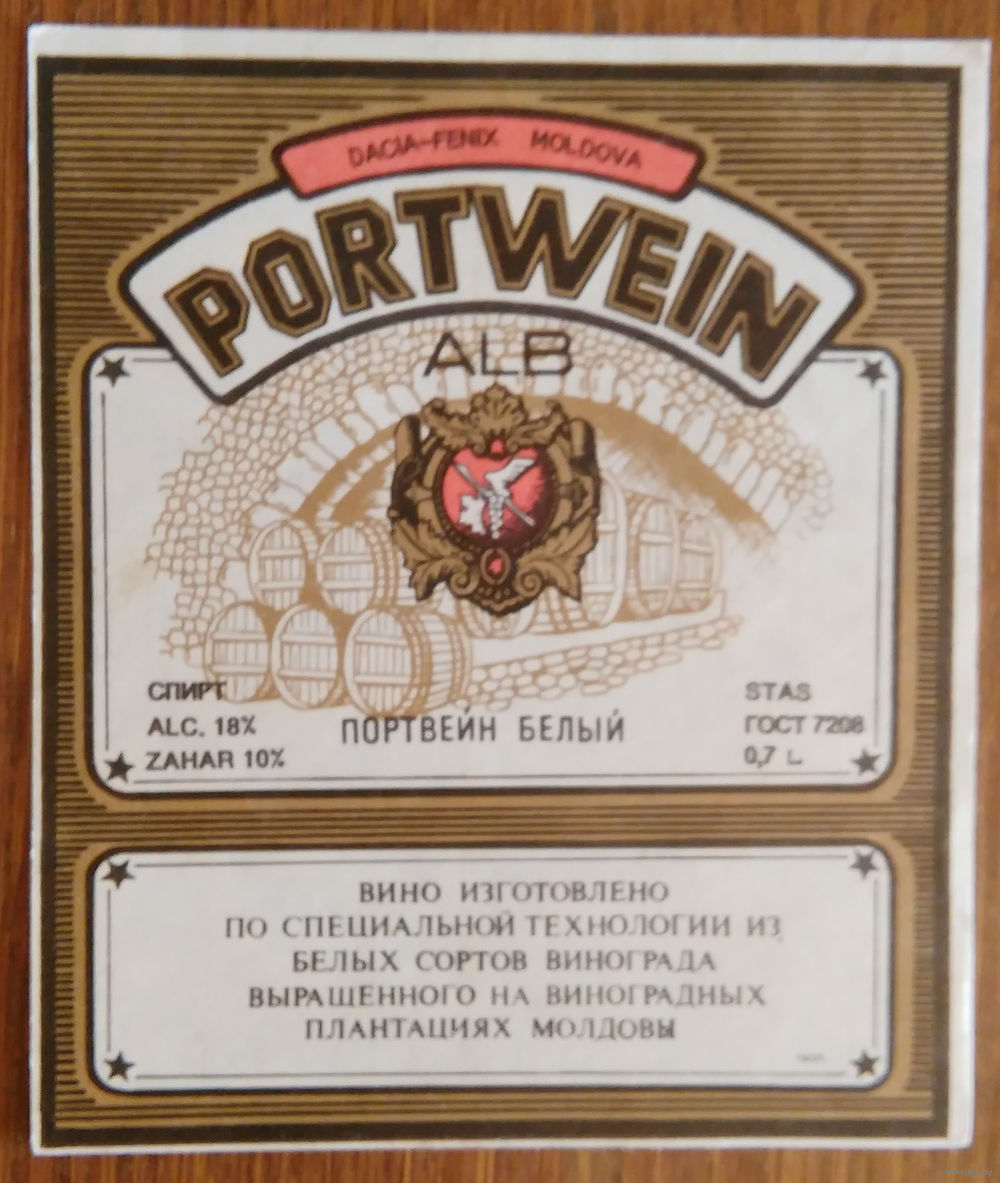 DACIA-FENIX MOLDOVA
PORTWEIN
ALB
СПИРТ
ALC. 18%
ZAHAR 10%
ПОРТВЕЙН БЕЛЫЙ
STAS
ГОСТ 7208
0,7 L
ВИНО ИЗГОТОВЛЕНО
ПО СПЕЦИАЛЬНОЙ ТЕХНОЛОГИИ ИЗ
БЕЛЫХ СОРТОВ ВИНОГРАДА
ВЫРАЩЕННОГО НА ВИНОГРАДНЫХ
ПЛАНТАЦИЯХ МОЛДОВЫ